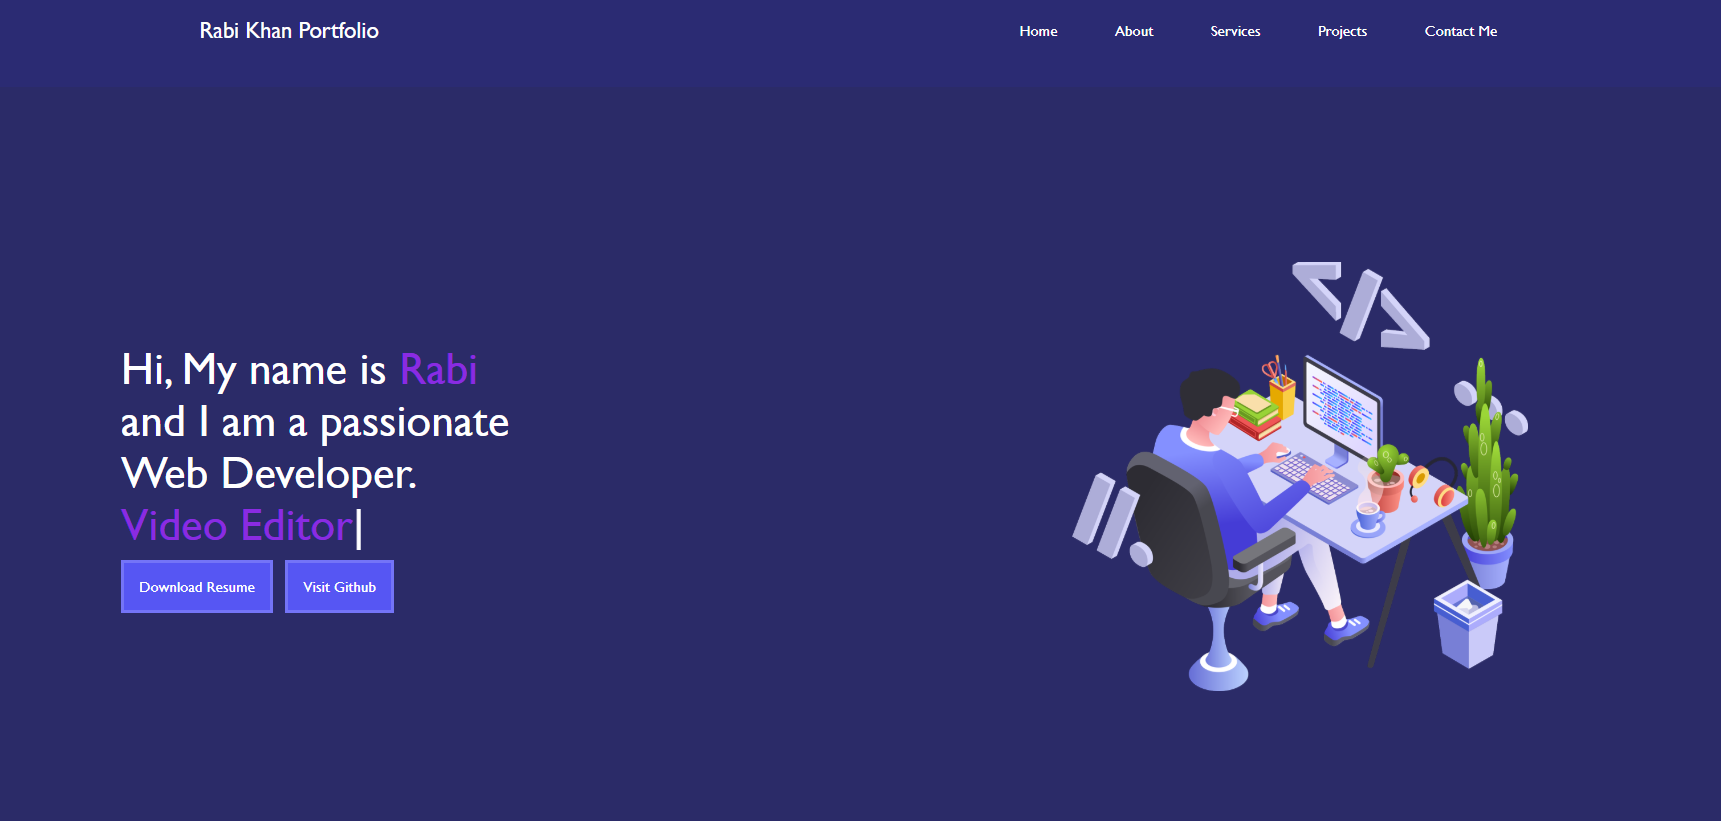 Rabi Khan Portfolio
Home About Services Projects Contact Me
Hi, My name is Rabi
and I am a passionate
Web Developer.
Video Editor|
Download Resume Visit Github